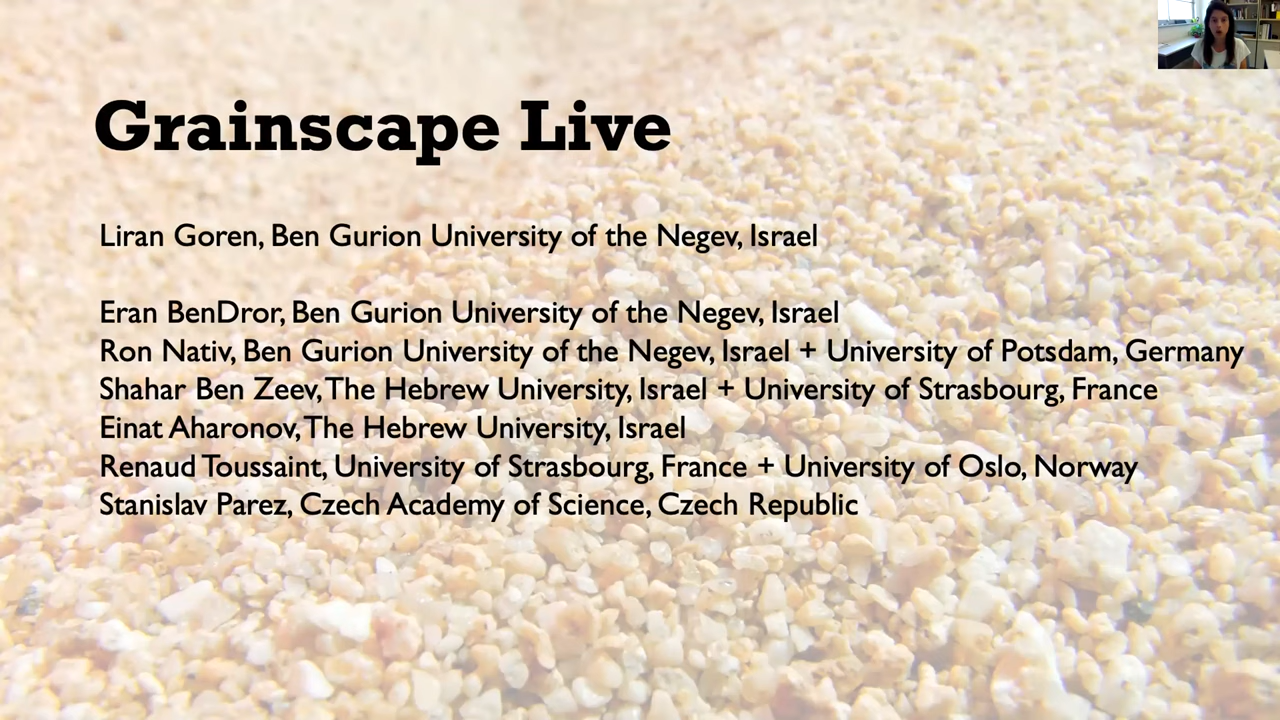 Grainscape Live
Liran Goren, Ben Gurion University of the Negev, Israel
Eran BenDror, Ben Gurion University of the Negev, Israel
Ron Nativ, Ben Gurion University of the Negev, Israel + University of Potsdam, Germany
Shahar Ben Zeev, The Hebrew University, Israel + University of Strasbourg, France
Einat Aharonov, The Hebrew University, Israel
Renaud Toussaint, University of Strasbourg, France + University of Oslo, Norway
Stanislav Parez, Czech Academy of Science, Czech Republic